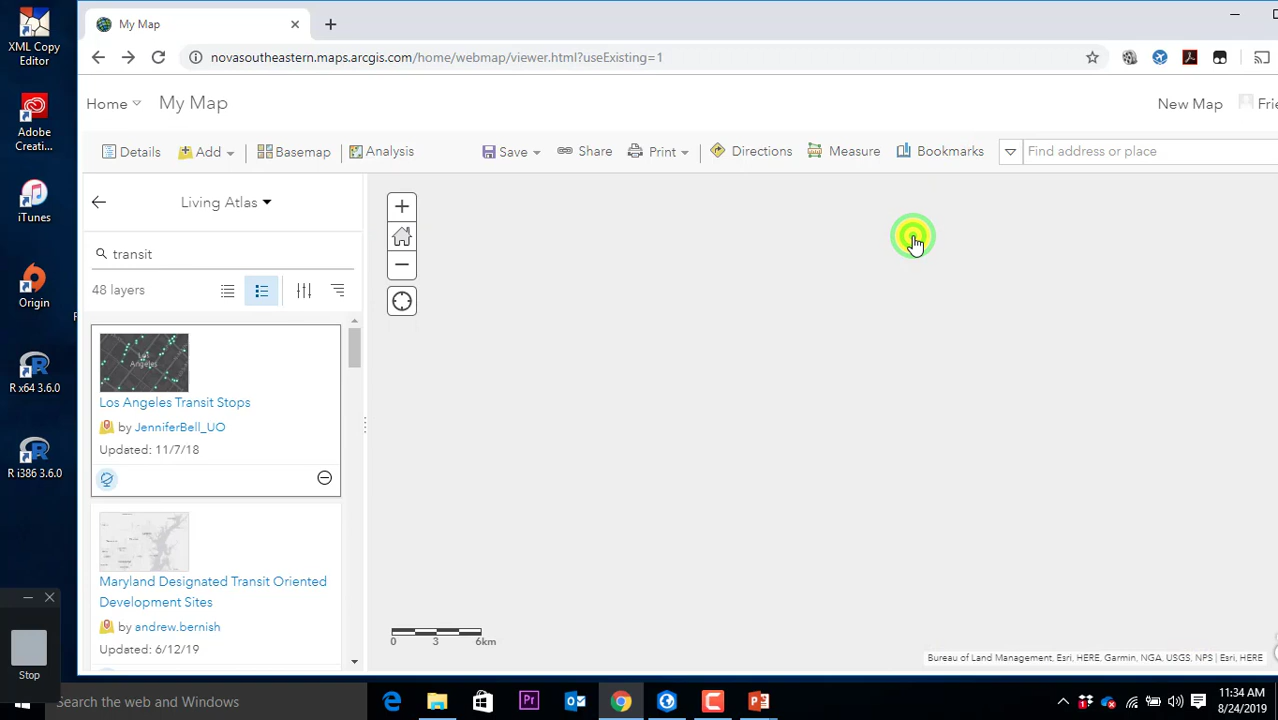 XML Copy
Editor
Adobe
Creati...
iTunes
Origin
R x64 3.6.0
R i386 3.6.0
Stop
My Map
novasoutheastern.maps.arcgis.com/home/webmap/viewer.html?useExisting=1
Home
My Map
New Map
Frie
Details
Add
Basemap
Analysis
Save
Share
Print
Directions
Measure
Bookmarks
Find address or place
Living Atlas
transit
48 layers
Los Angeles
Los Angeles Transit Stops
by JenniferBell_UO
Updated: 11/7/18
Maryland Designated Transit Oriented
Development Sites
by andrew.bernish
Updated: 6/12/19
0 3 6km
Bureau of Land Management, Esri, HERE, Garmin, NGA, USGS, NPS | Esri, HERE
Search the web and Windows
11:34 AM
8/24/2019